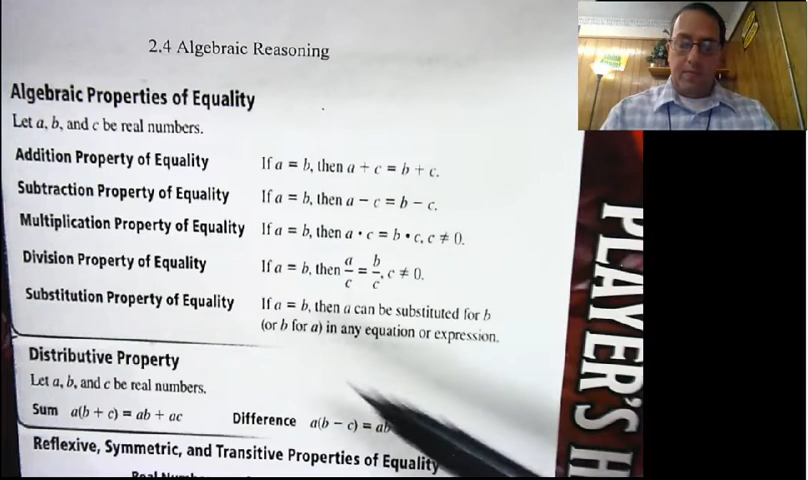 2.4 Algebraic Reasoning
Algebraic Properties of Equality
Let a, b, and c be real numbers.
Addition Property of Equality If a = b, then a + c = b + c.
Subtraction Property of Equality If a = b, then a − c = b − c.
Multiplication Property of Equality If a = b, then a • c = b • c, c ≠ 0.
Division Property of Equality If a = b, then a/c = b/c, c ≠ 0.
Substitution Property of Equality If a = b, then a can be substituted for b
(or b for a) in any equation or expression.
Distributive Property
Let a, b, and c be real numbers.
Sum a(b + c) = ab + ac Difference a(b − c) = ab
Reflexive, Symmetric, and Transitive Properties of Equality
PLAYER'S H